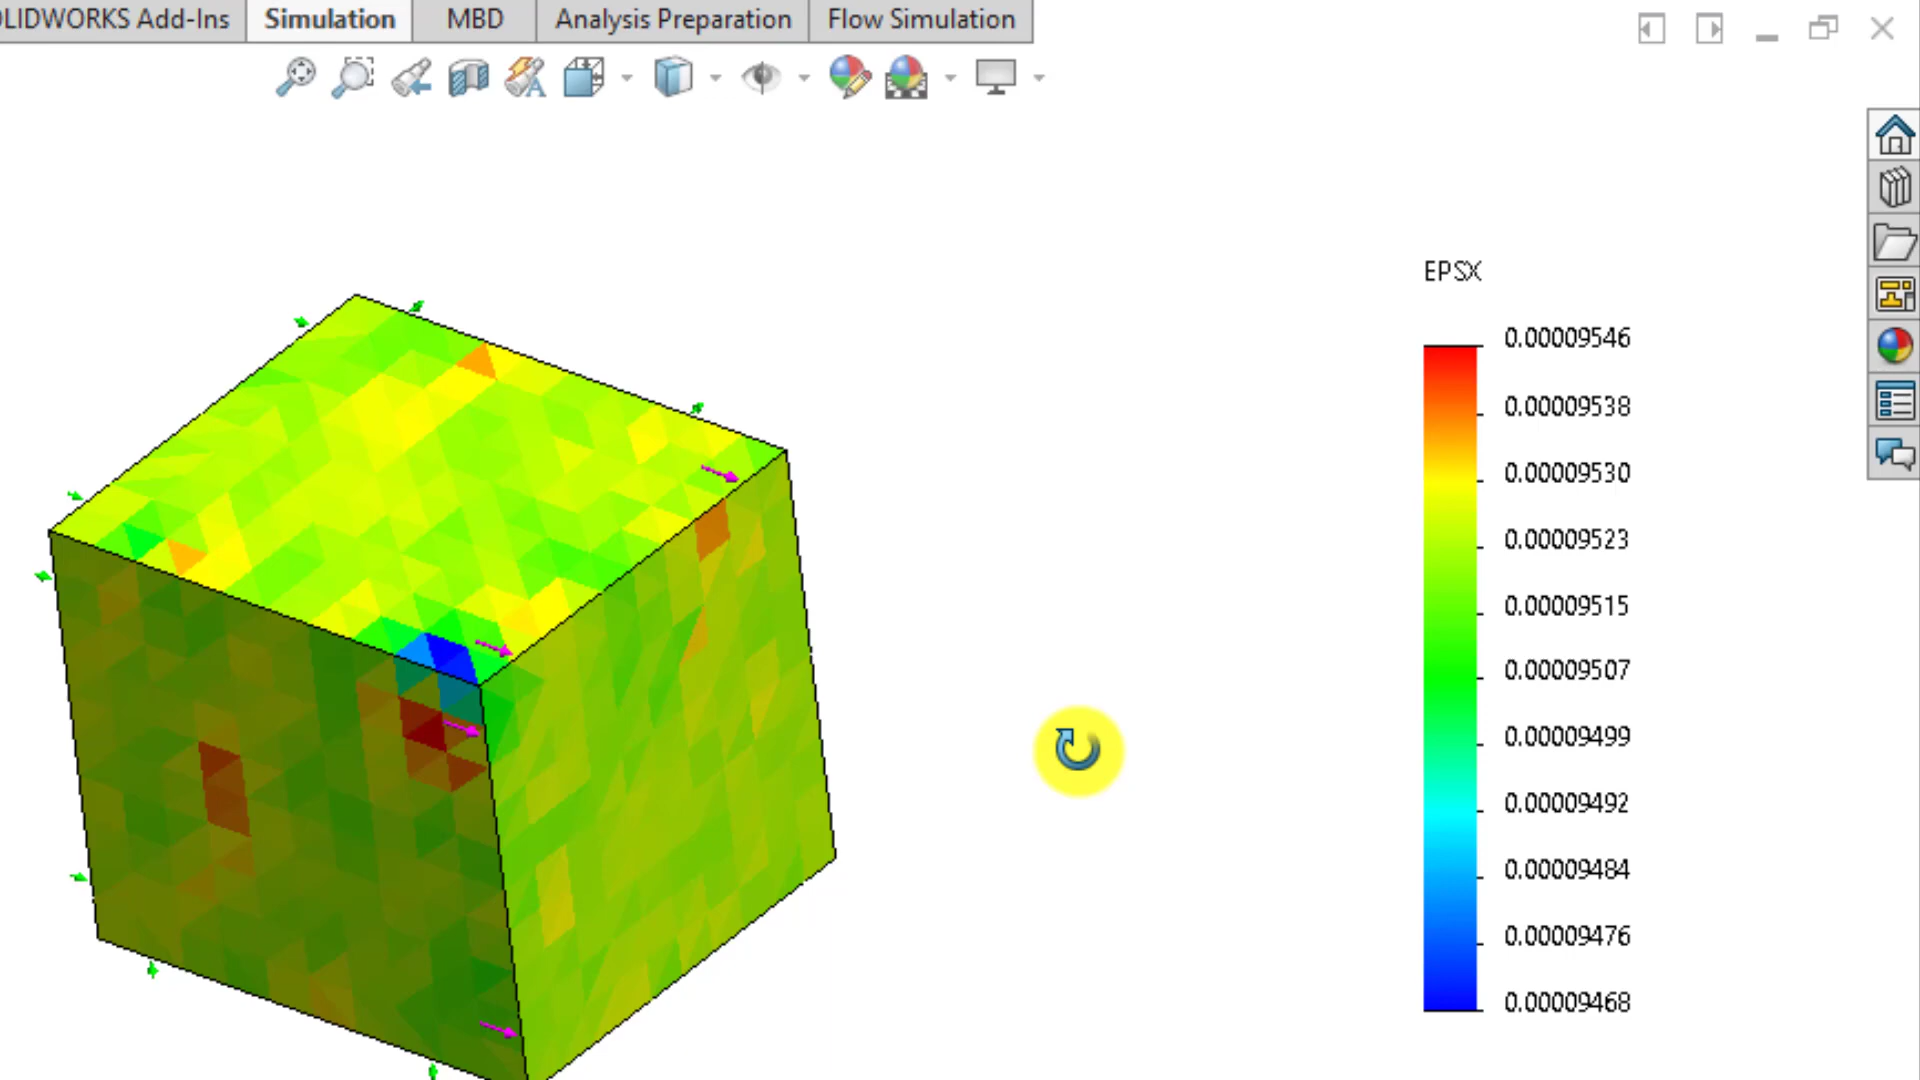 OLIDWORKS Add-Ins
Simulation
MBD
Analysis Preparation
Flow Simulation
EPSX
0.00009546
0.00009538
0.00009530
0.00009523
0.00009515
0.00009507
0.00009499
0.00009492
0.00009484
0.00009476
0.00009468